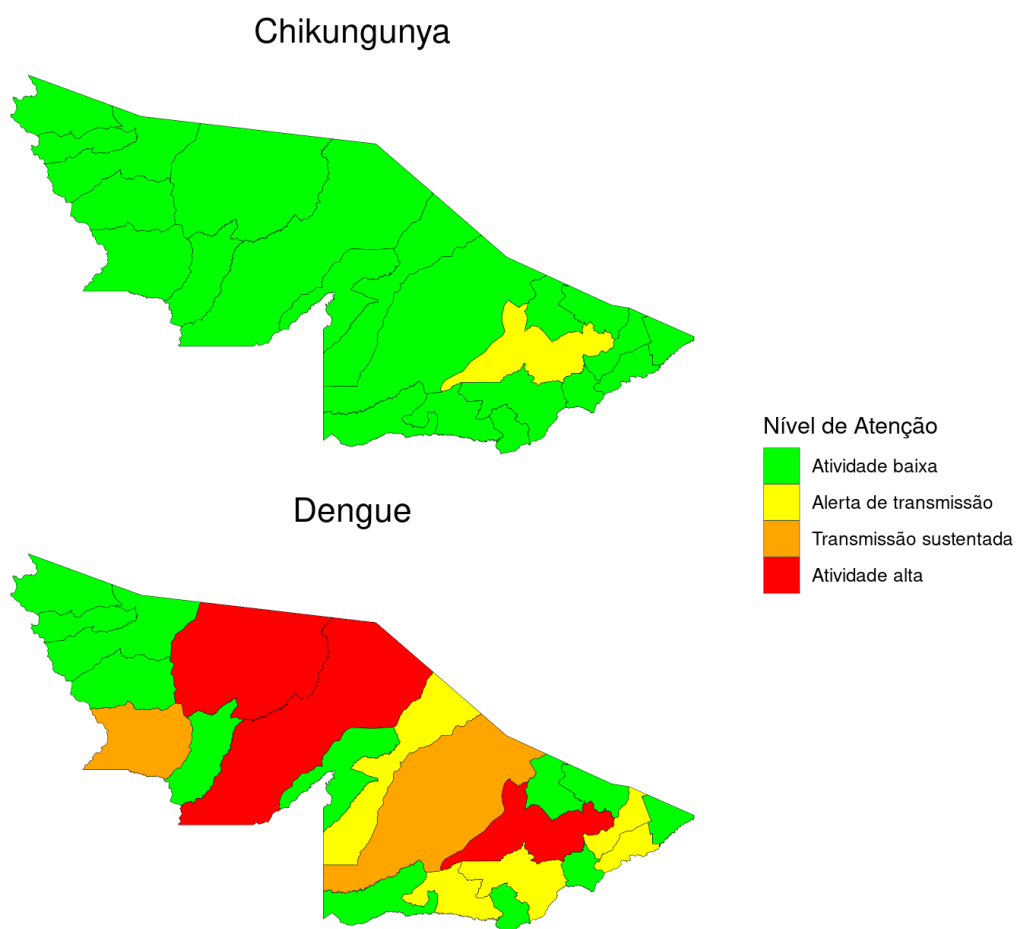 Chikungunya
Dengue
Nível de Atenção
Atividade baixa
Alerta de transmissão
Transmissão sustentada
Atividade alta